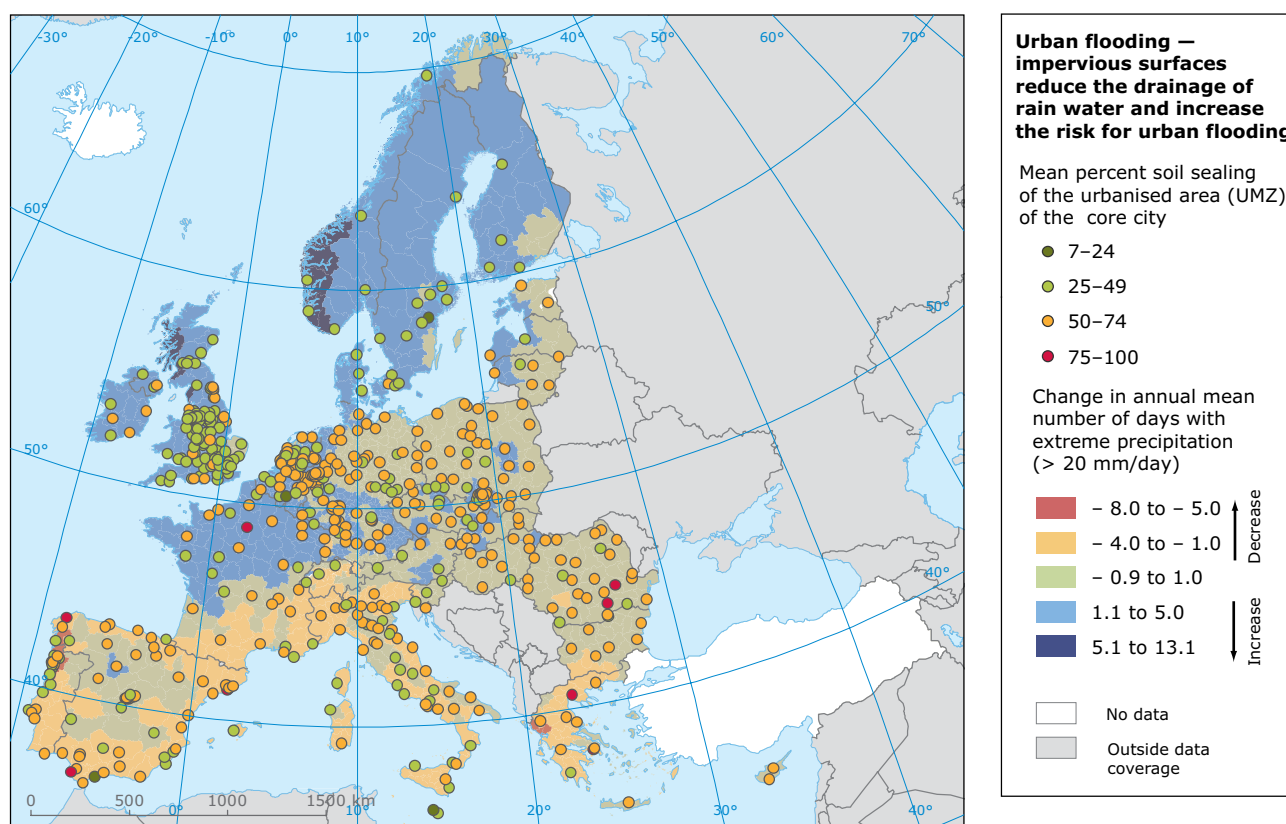 -30° -20° -10° 0° 10° 20° 30° 40° 50° 60° 70°
60°
50°
50°
40°
40°
0 500 1000 1500 km
0° 10° 20° 30° 40°
Urban flooding —
impervious surfaces
reduce the drainage of
rain water and increase
the risk for urban flooding
Mean percent soil sealing
of the urbanised area (UMZ)
of the core city
7–24
25–49
50–74
75–100
Change in annual mean
number of days with
extreme precipitation
(> 20 mm/day)
– 8.0 to – 5.0
– 4.0 to – 1.0
– 0.9 to 1.0
1.1 to 5.0
5.1 to 13.1
Decrease
Increase
No data
Outside data
coverage